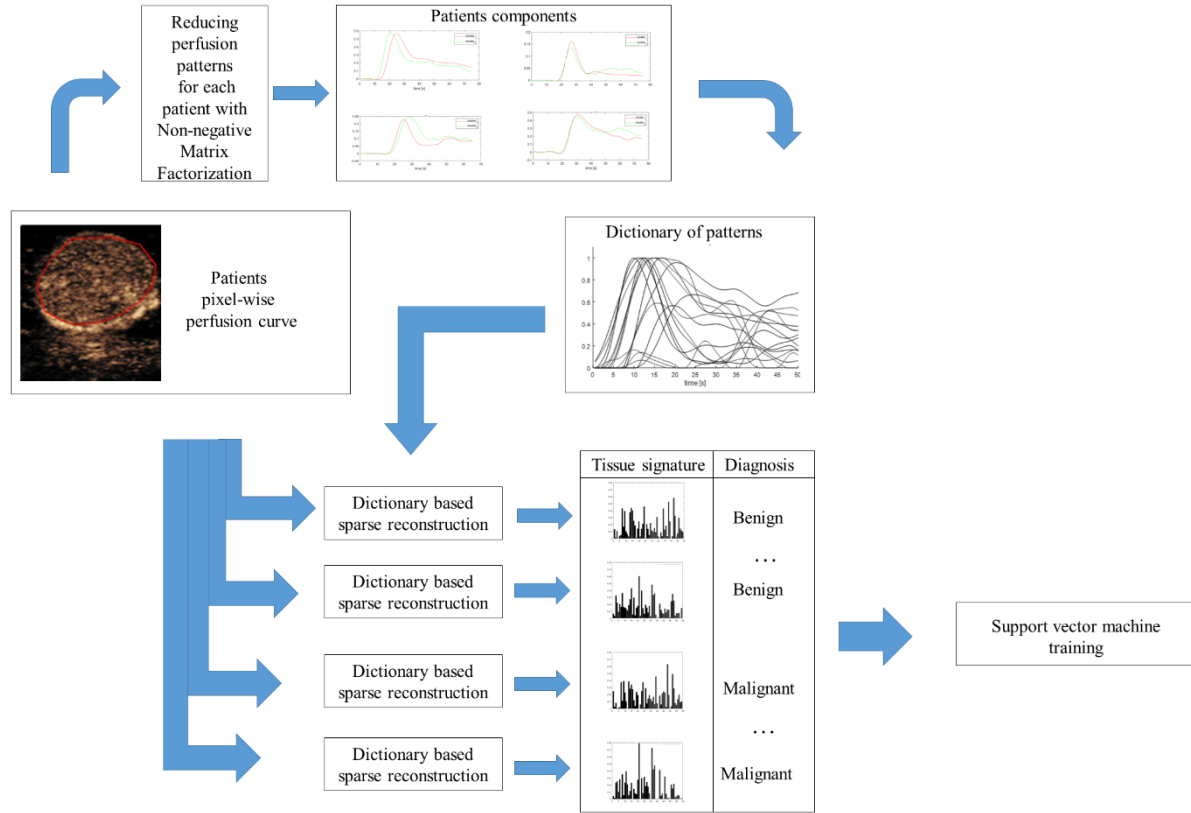 Reducing
perfusion
patterns
for each
patient with
Non-negative
Matrix
Factorization
Patients components
time [s]
time [s]
time [s]
time [s]
Patients
pixel-wise
perfusion curve
Dictionary of patterns
1
0.8
0.6
0.4
0.2
0
0 5 10 15 20 25 30 35 40 45 50
time [s]
Tissue signature Diagnosis
Dictionary based
sparse reconstruction
Benign
...
Dictionary based
sparse reconstruction
Benign
Support vector machine
training
Dictionary based
sparse reconstruction
Malignant
...
Dictionary based
sparse reconstruction
Malignant